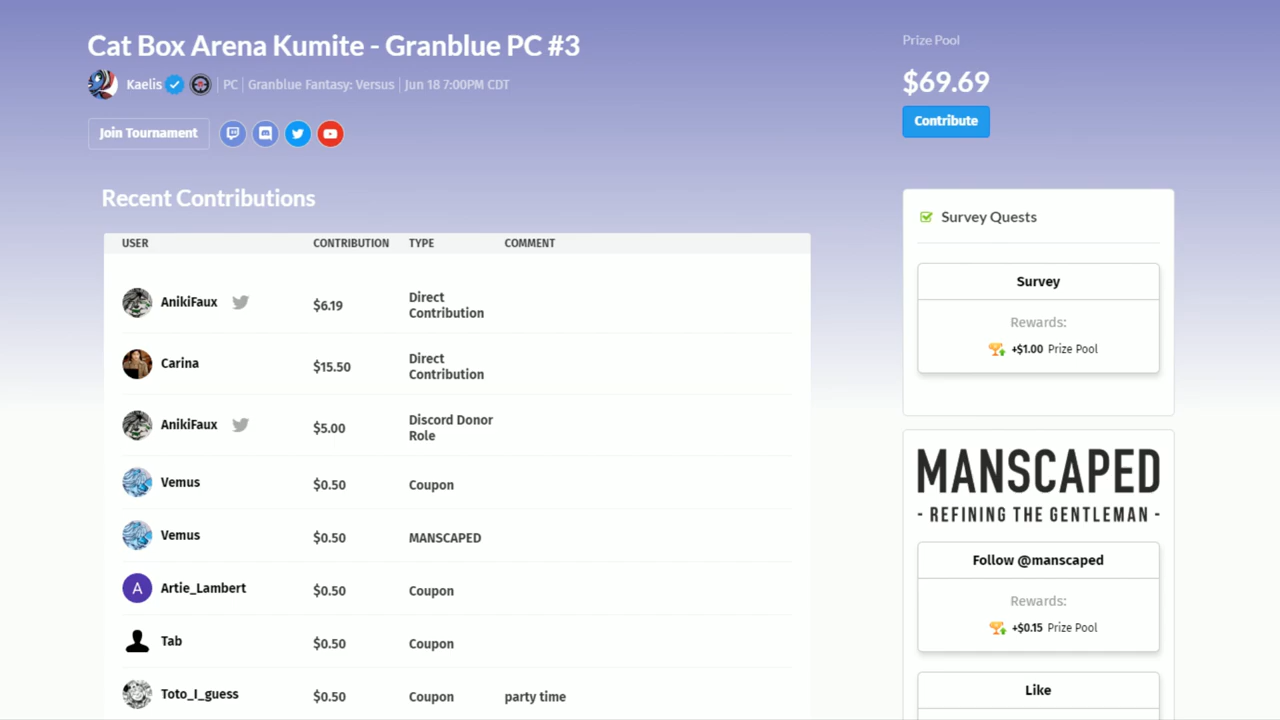 Cat Box Arena Kumite - Granblue PC #3
Kaelis | PC | Granblue Fantasy: Versus | Jun 18 7:00PM CDT
Join Tournament
Prize Pool
$69.69
Contribute
Recent Contributions
USER CONTRIBUTION TYPE COMMENT
AnikiFaux $6.19 Direct
Contribution
Carina $15.50 Direct
Contribution
AnikiFaux $5.00 Discord Donor
Role
Vemus $0.50 Coupon
Vemus $0.50 MANSCAPED
A Artie_Lambert $0.50 Coupon
Tab $0.50 Coupon
Toto_I_guess $0.50 Coupon party time
Survey Quests
Survey
Rewards:
+$1.00 Prize Pool
MANSCAPED
- REFINING THE GENTLEMAN -
Follow @manscaped
Rewards:
+$0.15 Prize Pool
Like